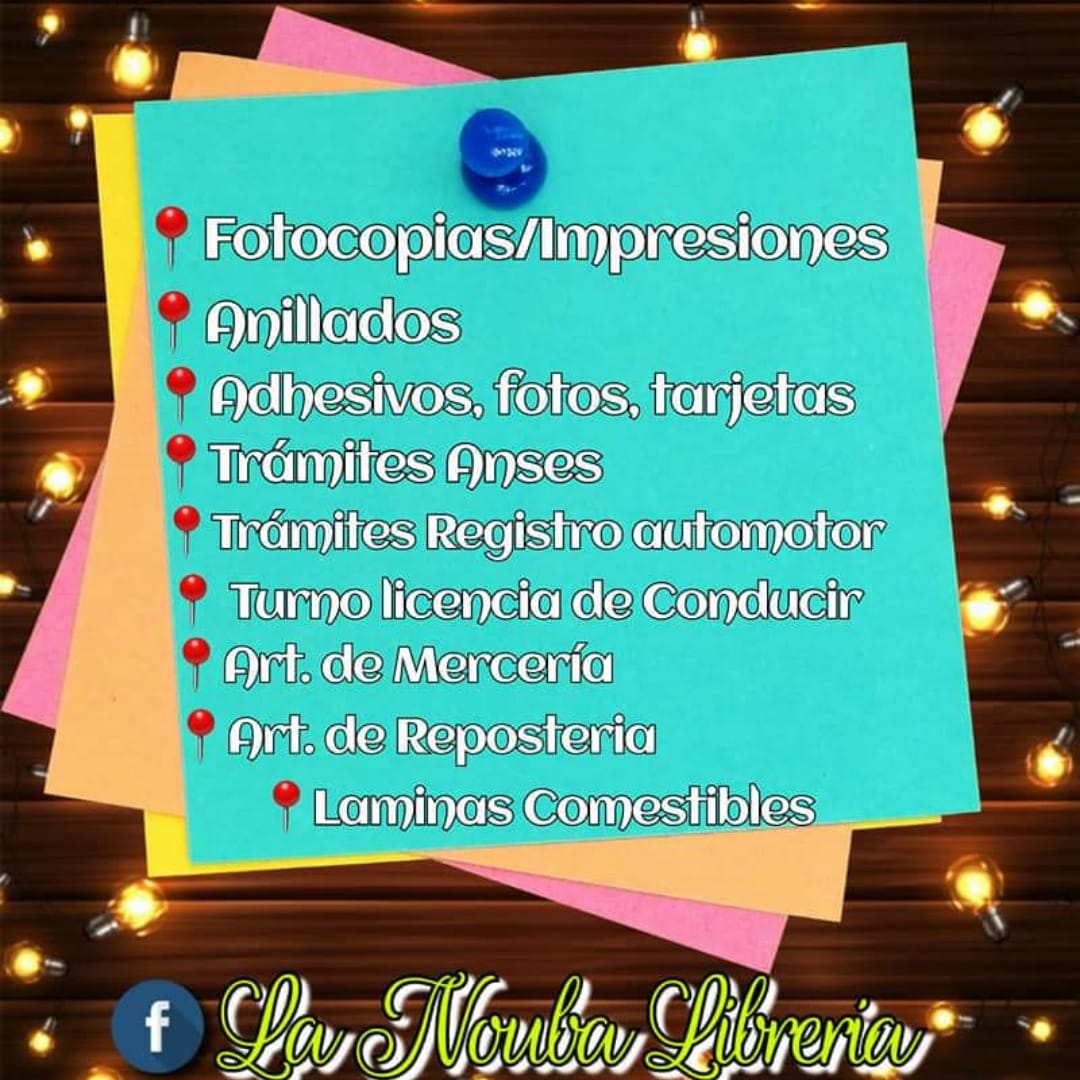 Fotocopias/Impresiones
Anillados
Adhesivos, fotos, tarjetas
Trámites Anses
Trámites Registro automotor
Turno licencia de Conducir
Art. de Mercería
Art. de Reposteria
Laminas Comestibles
f La Nouba Libreria